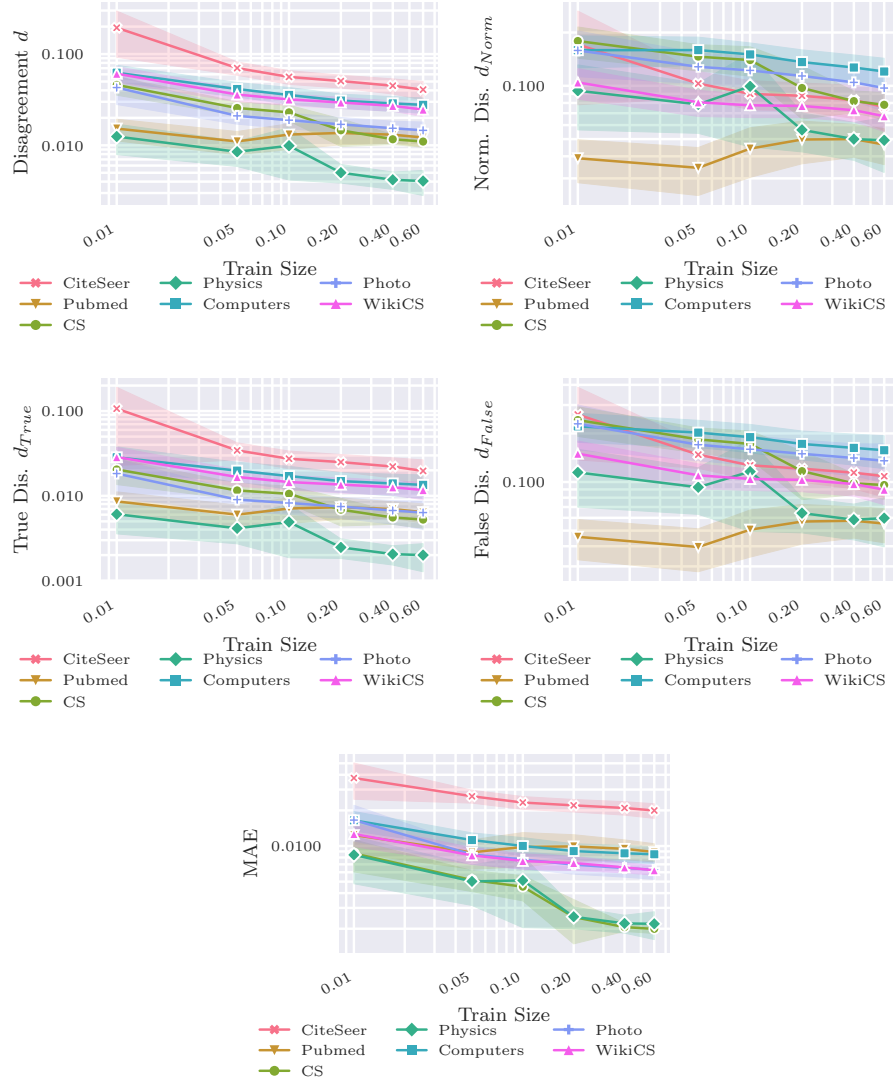 Disagreement d
0.100
0.010
0.01
0.05
0.10
0.20
0.40
0.60
Train Size
CiteSeer
Physics
Photo
Pubmed
Computers
WikiCS
CS
Norm. Dis. d_Norm
0.100
0.01
0.05
0.10
0.20
0.40
0.60
Train Size
CiteSeer
Physics
Photo
Pubmed
Computers
WikiCS
CS
True Dis. d_True
0.100
0.010
0.001
0.01
0.05
0.10
0.20
0.40
0.60
Train Size
CiteSeer
Physics
Photo
Pubmed
Computers
WikiCS
CS
False Dis. d_False
0.100
0.01
0.05
0.10
0.20
0.40
0.60
Train Size
CiteSeer
Physics
Photo
Pubmed
Computers
WikiCS
CS
MAE
0.0100
0.01
0.05
0.10
0.20
0.40
0.60
Train Size
CiteSeer
Physics
Photo
Pubmed
Computers
WikiCS
CS